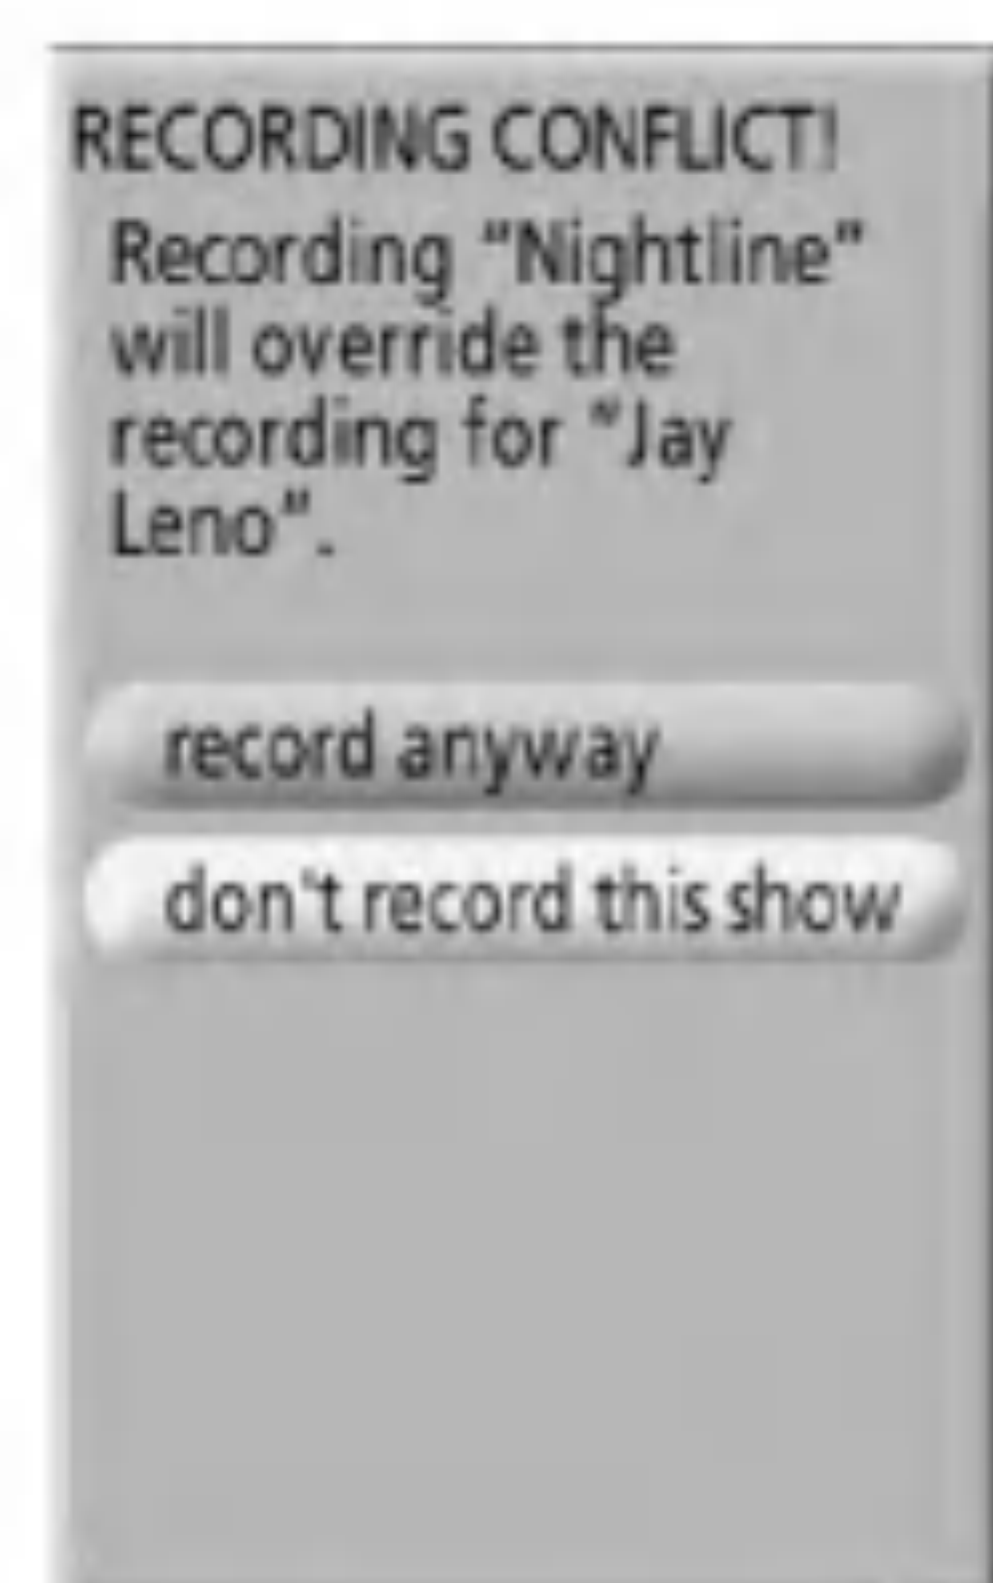 RECORDING CONFLICT!
Recording “Nightline”
will override the
recording for “Jay
Leno”.
record anyway
don't record this show